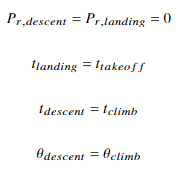 P_{r,descent} = P_{r,landing} = 0
t_{landing} = t_{takeoff}
t_{descent} = t_{climb}
θ_{descent} = θ_{climb}